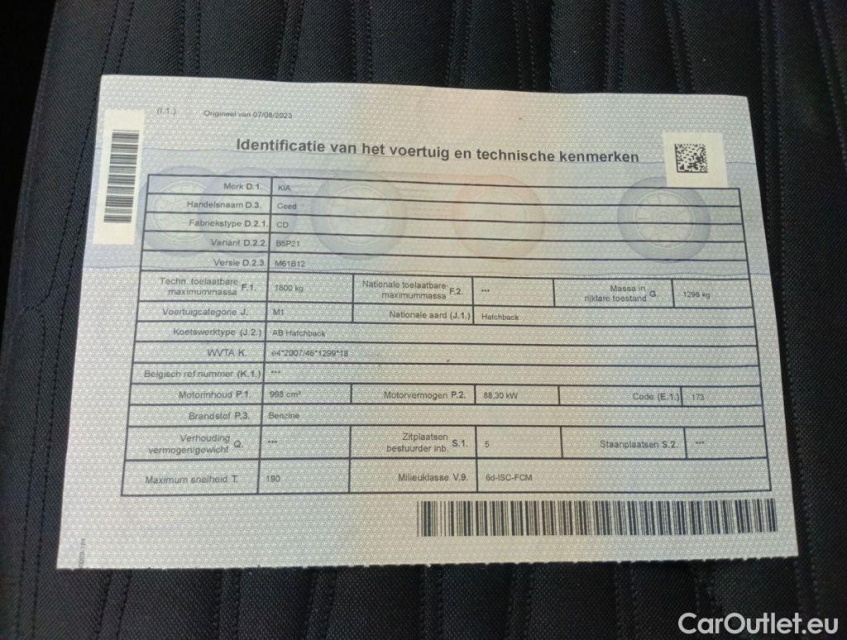 (I.1.) Origineel van 07/08/2023
Identificatie van het voertuig en technische kenmerken
Merk D.1. KIA
Handelsnaam D.3. Ceed
Fabriekstype D.2.1. CD
Variant D.2.2. B5P21
Versie D.2.3. M61B12
Techn. toelaatbare maximummassa F.1. 1800 kg Nationale toelaatbare maximummassa F.2. *** Massa in rijklare toestand G. 1298 kg
Voertuigcategorie J. M1 Nationale aard (J.1.) Hatchback
Koetswerktype (J.2.) AB Hatchback
WVTA K. e4*2007/46*1299*18
Belgisch ref.nummer (K.1.) ***
Motorinhoud P.1. 998 cm³ Motorvermogen P.2. 88,30 kW Code (E.1.) 173
Brandstof P.3. Benzine
Verhouding vermogen/gewicht Q. *** Zitplaatsen bestuurder inb. S.1. 5 Staanplaatsen S.2. ***
Maximum snelheid T. 190 Milieuklasse V.9. 6d-ISC-FCM
CarOutlet.eu